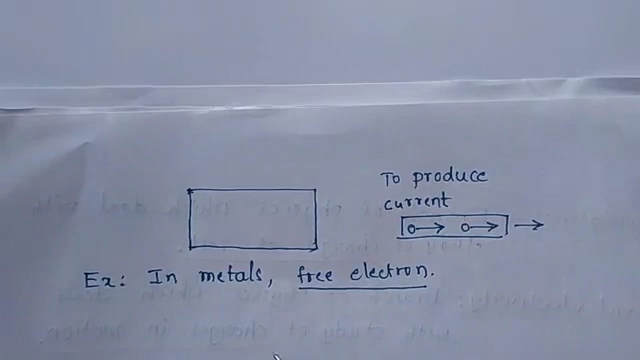 To produce
current
Ex: In metals, free electron.